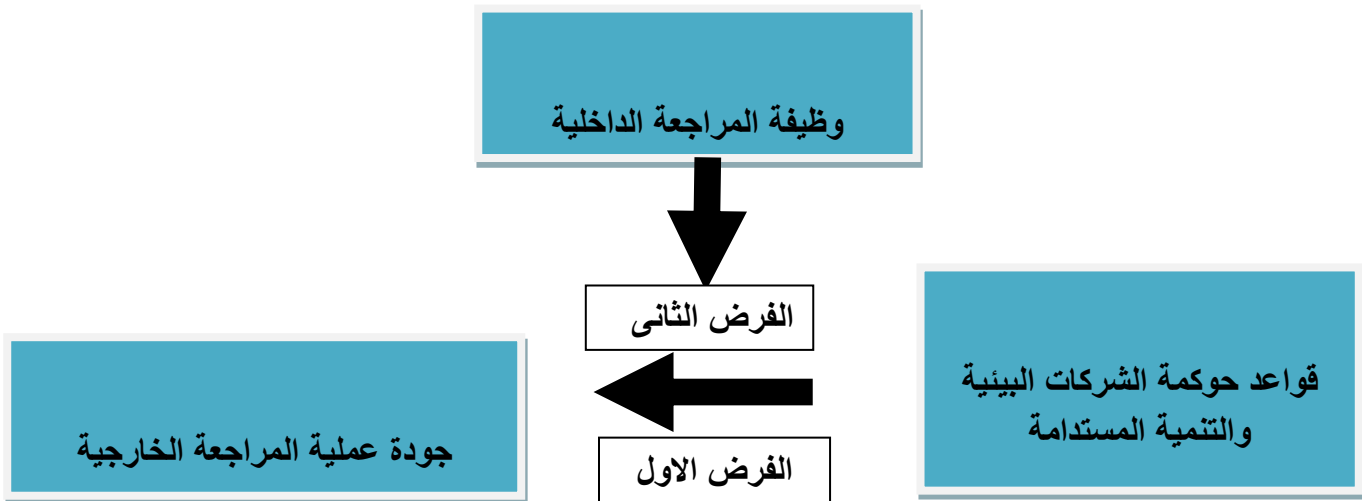 وظيفة المراجعة الداخلية
الفرض الثانى
قواعد حوكمة الشركات البيئية
والتنمية المستدامة
جودة عملية المراجعة الخارجية
الفرض الاول